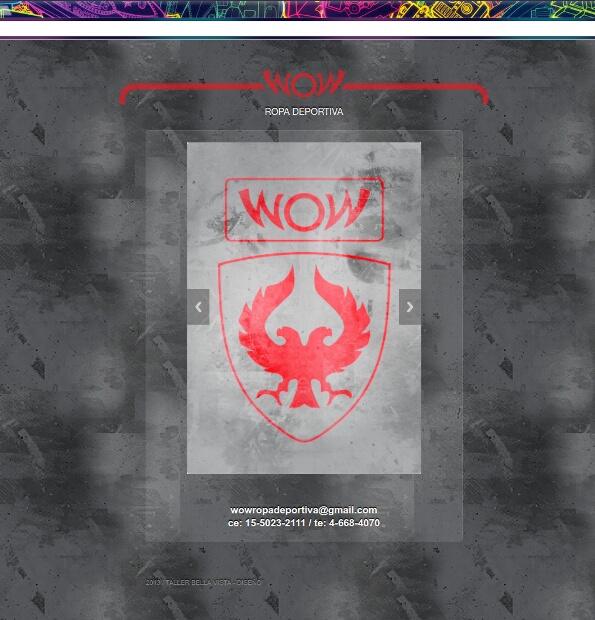 WOW
ROPA DEPORTIVA
WOW
wowropadeportiva@gmail.com
ce: 15-5023-2111 / te: 4-668-4070
2013 / TALLER BELLA VISTA - DISEÑO